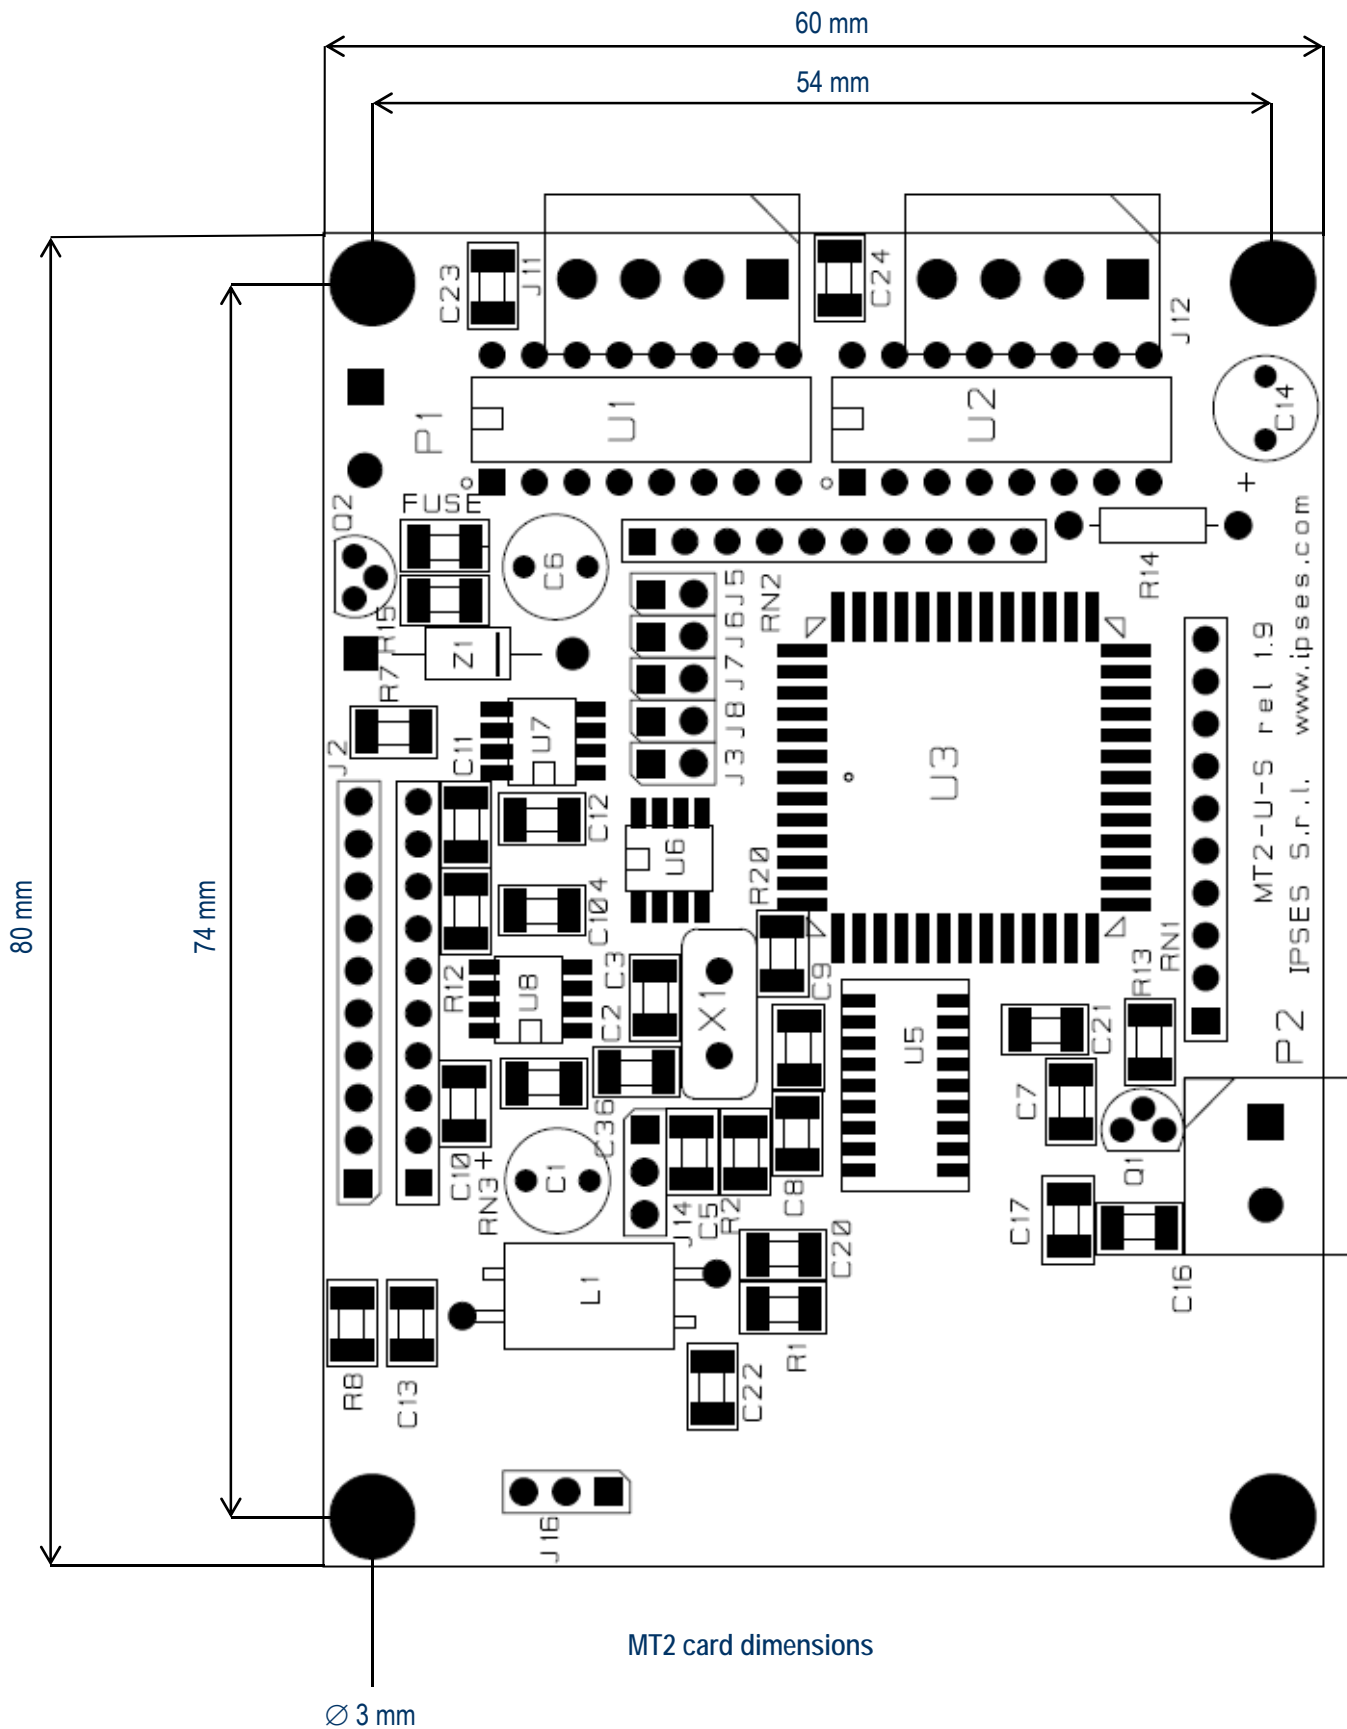 60 mm
54 mm
C23
J11
C24
J12
P1
U1
U2
C14
+
Q2
FUSE
C6
R14
R15
J5
RN2
J6
Z1
J7
R7
J8
J3
J2
C11
U7
U3
C12
U6
R20
C104
R12
U8
C3
C2
X1
C9
U5
C21
R13
RN1
MT2-U-S rel 1.9
IPSES S.r.l. www.ipses.com
P2
C7
Q1
C36
C10
+
RN3
C1
J14
C5
R2
C8
C17
C16
C20
L1
R1
R8
C13
C22
J16
80 mm
74 mm
MT2 card dimensions
∅ 3 mm